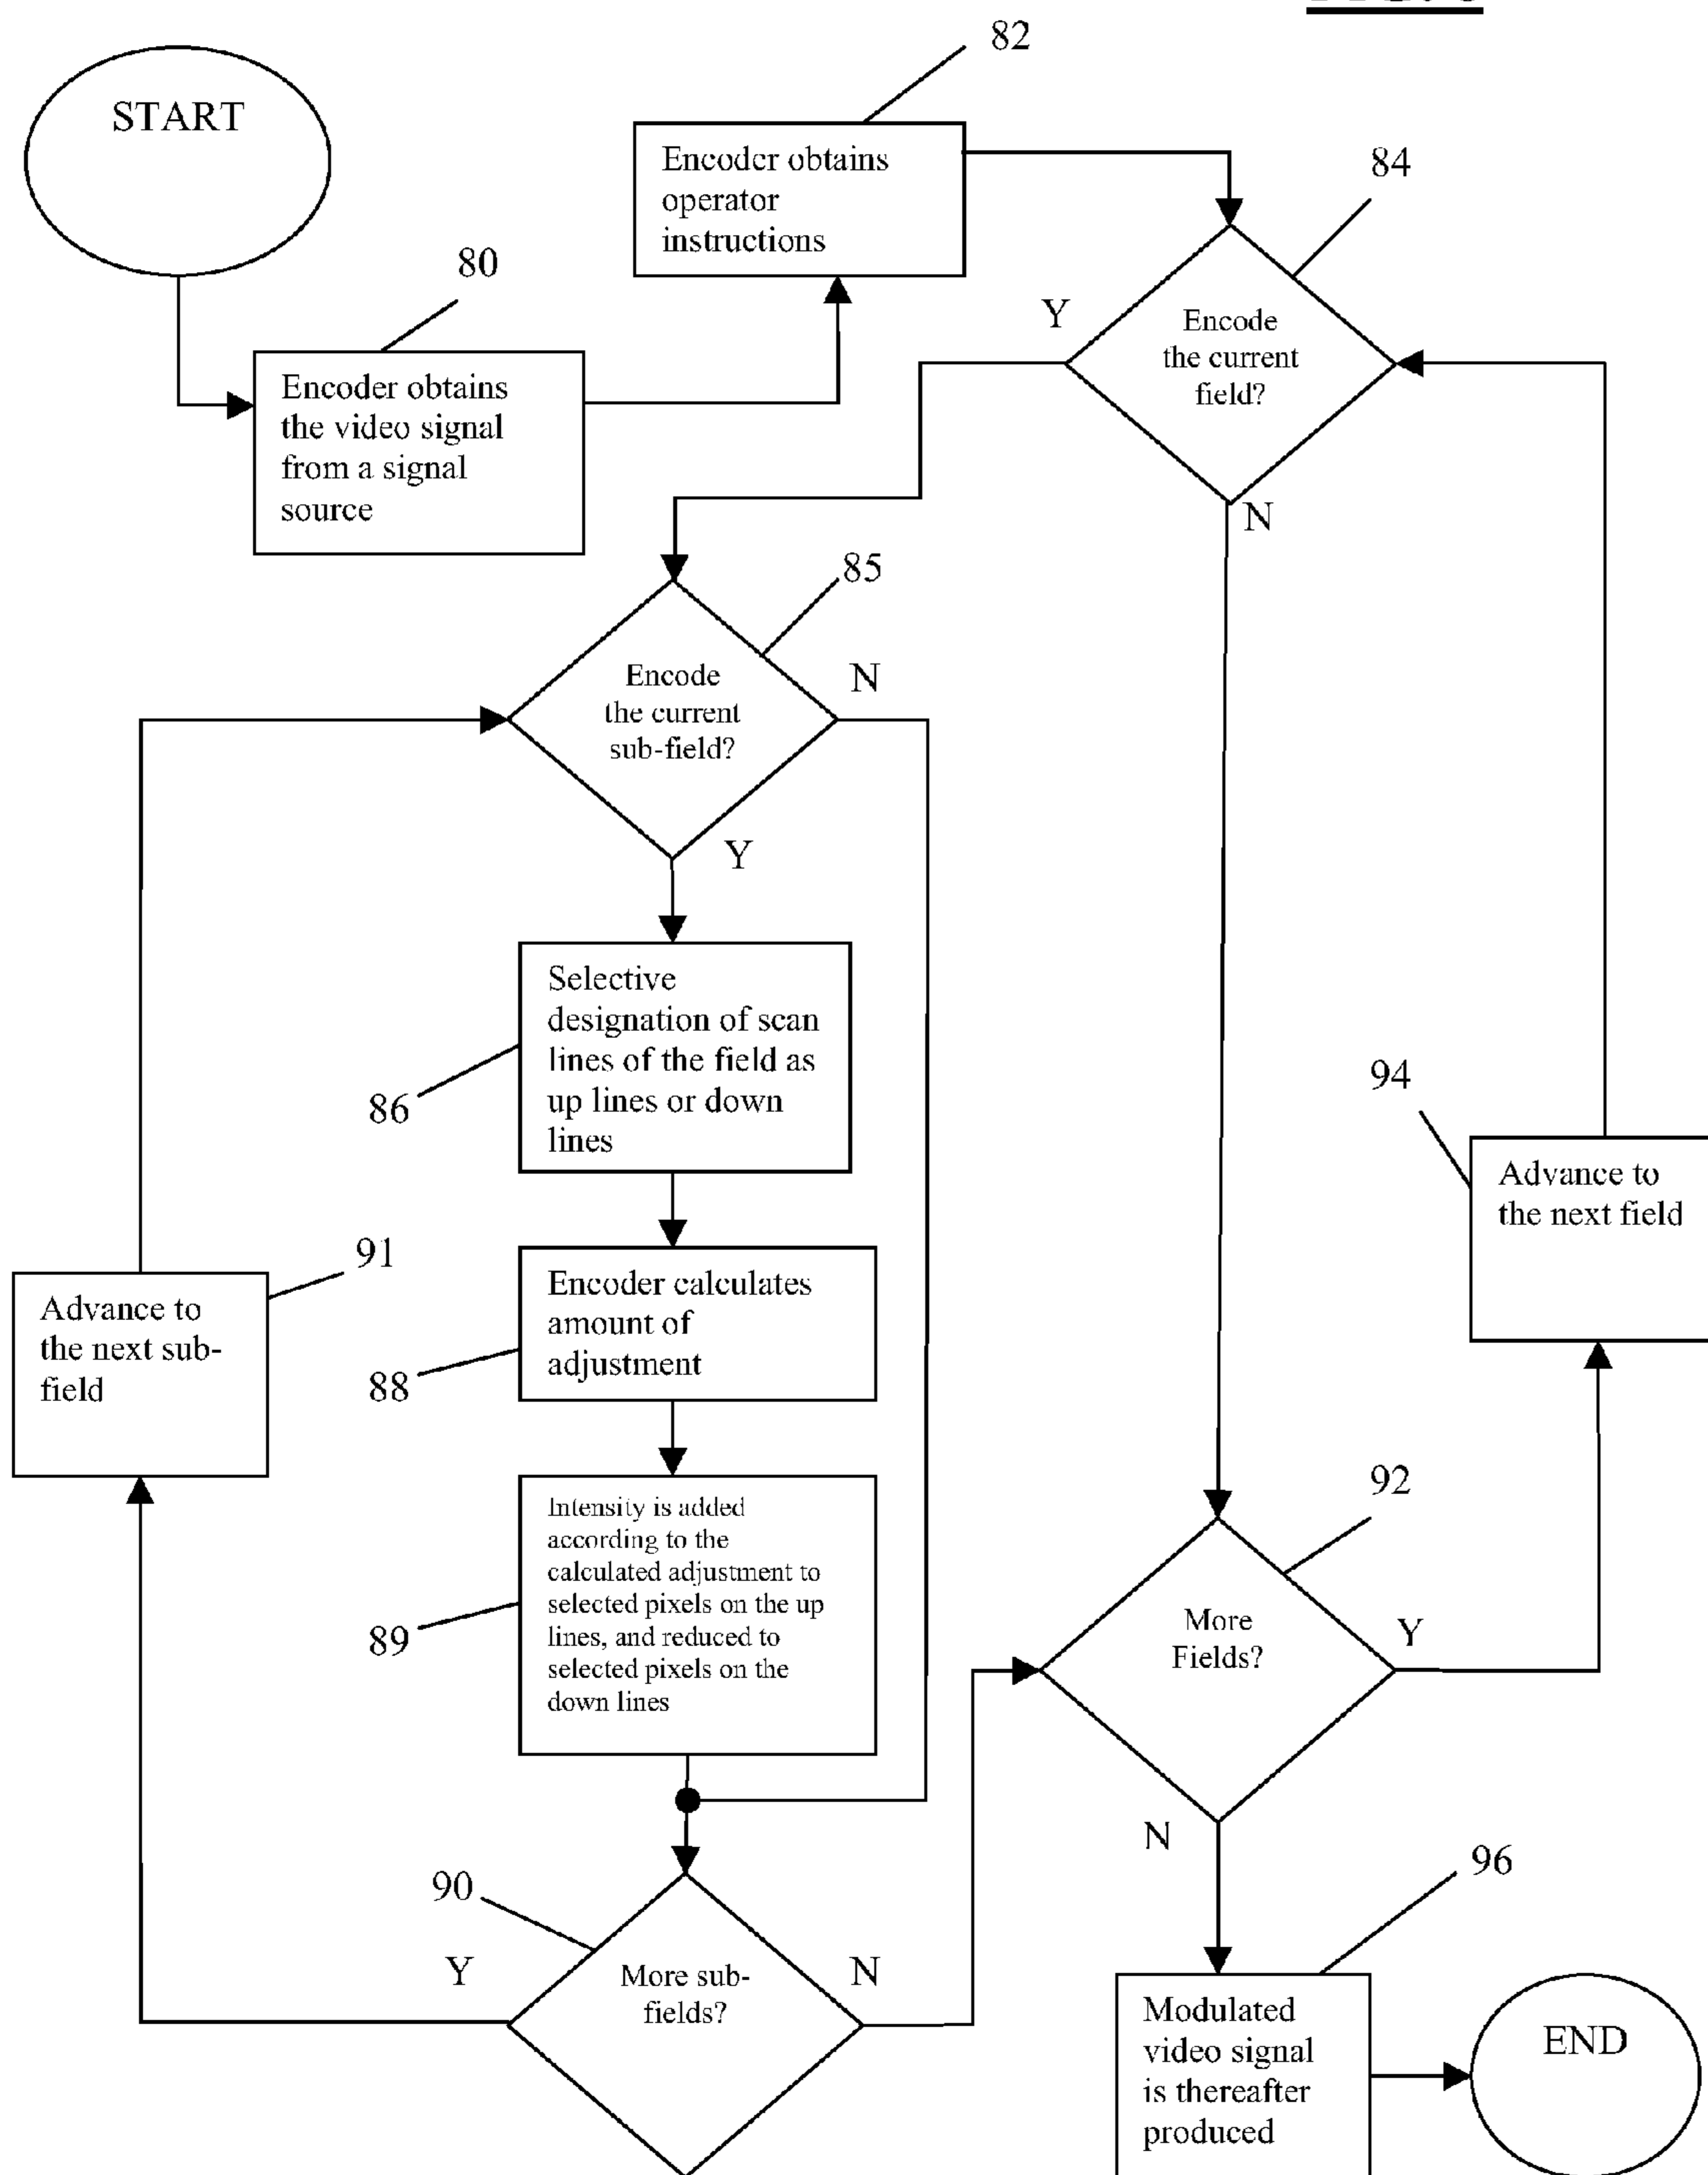 82
START
Encoder obtains
operator
instructions
84
80
Y
Encode
the current
field?
Encoder obtains
the video signal
from a signal
source
N
85
Encode
the current
sub-field?
N
Y
Selective
designation of scan
lines of the field as
up lines or down
lines
86
94
Advance to
the next field
91
Advance to
the next sub-
field
Encoder calculates
amount of
adjustment
88
92
Intensity is added
according to the
calculated adjustment to
selected pixels on the up
lines, and reduced to
selected pixels on the
down lines
89
More
Fields?
Y
N
90
96
Y
More sub-
fields?
N
Modulated
video signal
is thereafter
produced
END